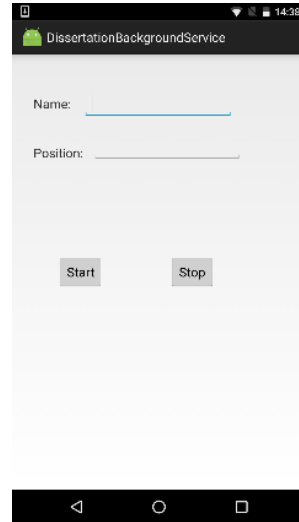 14:38
DissertationBackgroundService
Name:
Position:
Start Stop